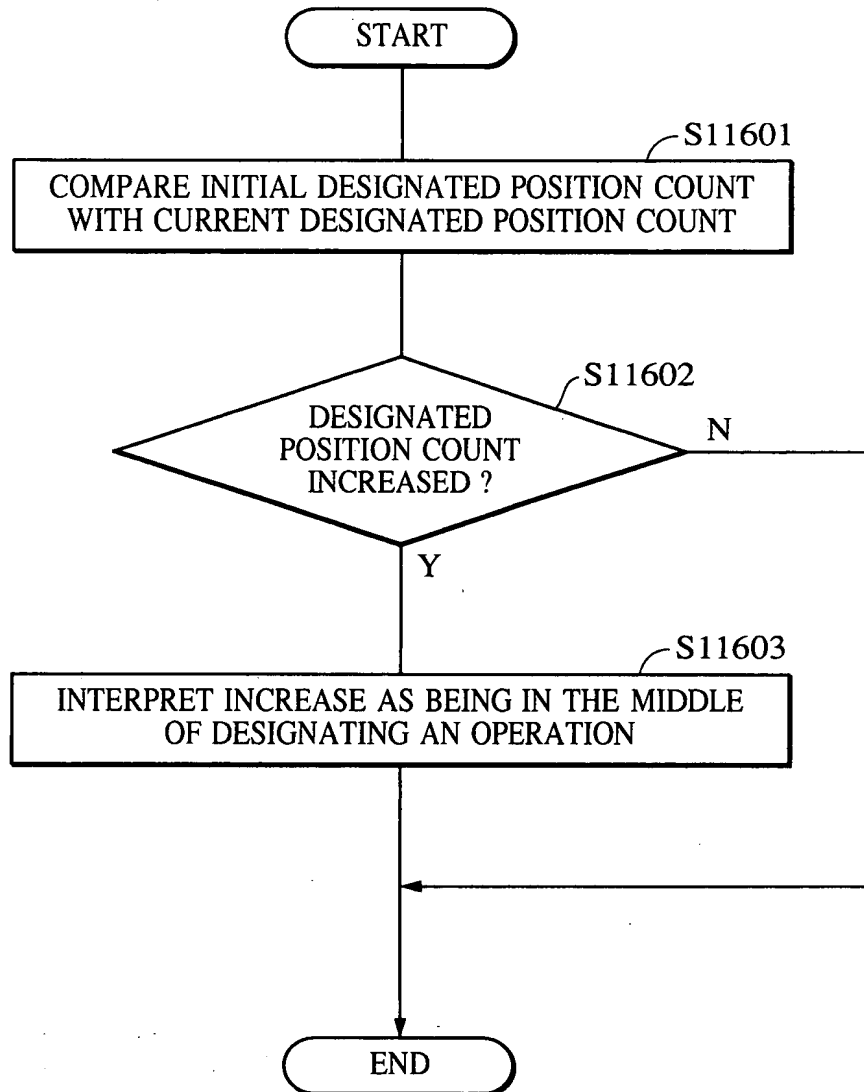 START
S11601
COMPARE INITIAL DESIGNATED POSITION COUNT
WITH CURRENT DESIGNATED POSITION COUNT
S11602
DESIGNATED
POSITION COUNT
INCREASED ?
N
Y
S11603
INTERPRET INCREASE AS BEING IN THE MIDDLE
OF DESIGNATING AN OPERATION
END